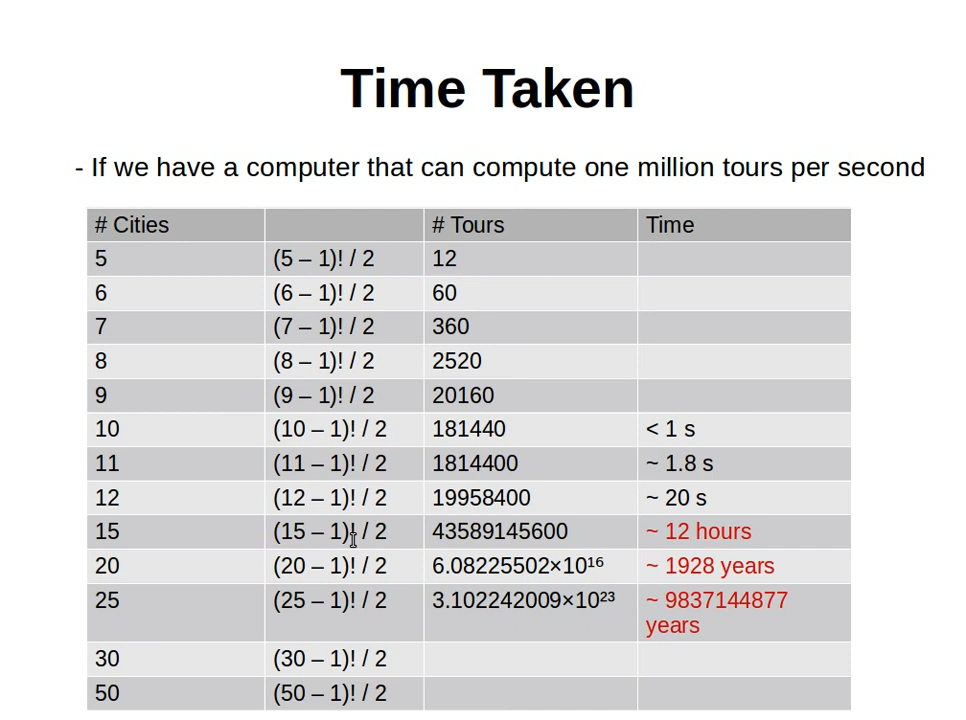 Time Taken
- If we have a computer that can compute one million tours per second
# Cities # Tours Time
5 (5 – 1)! / 2 12
6 (6 – 1)! / 2 60
7 (7 – 1)! / 2 360
8 (8 – 1)! / 2 2520
9 (9 – 1)! / 2 20160
10 (10 – 1)! / 2 181440 < 1 s
11 (11 – 1)! / 2 1814400 ~ 1.8 s
12 (12 – 1)! / 2 19958400 ~ 20 s
15 (15 – 1)! / 2 43589145600 ~ 12 hours
20 (20 – 1)! / 2 6.08225502×10¹⁶ ~ 1928 years
25 (25 – 1)! / 2 3.102242009×10²³ ~ 9837144877
years
30 (30 – 1)! / 2
50 (50 – 1)! / 2